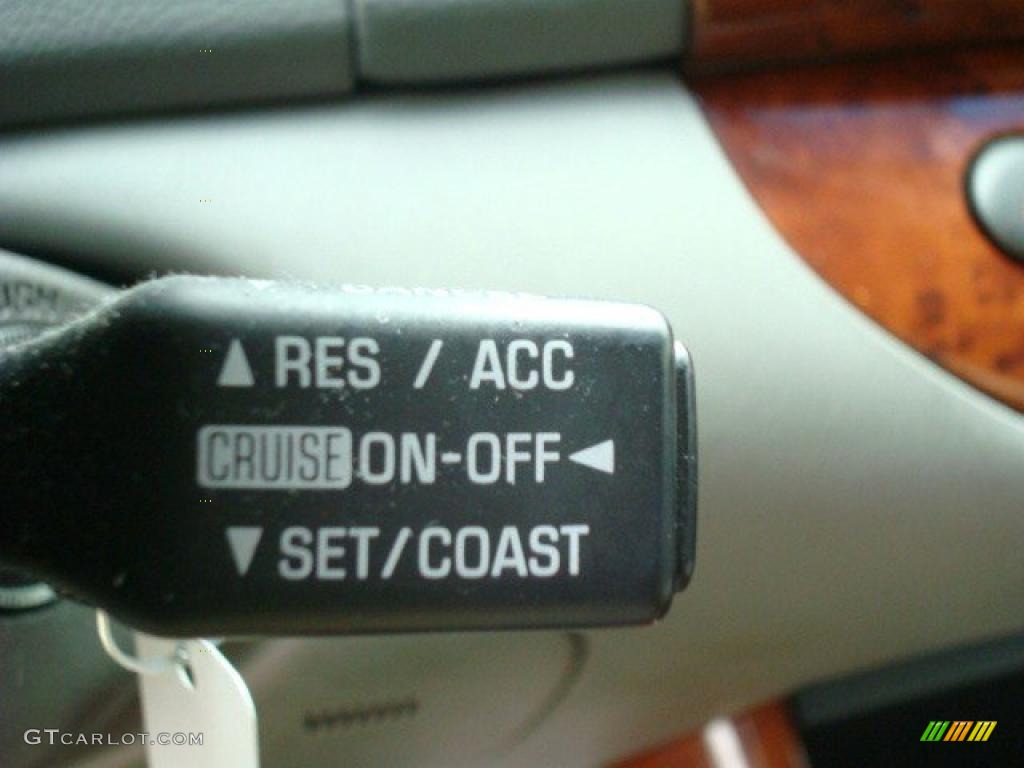 ▲ RES / ACC
CRUISE ON-OFF ◄
▼ SET/COAST
GTCARLOT.COM